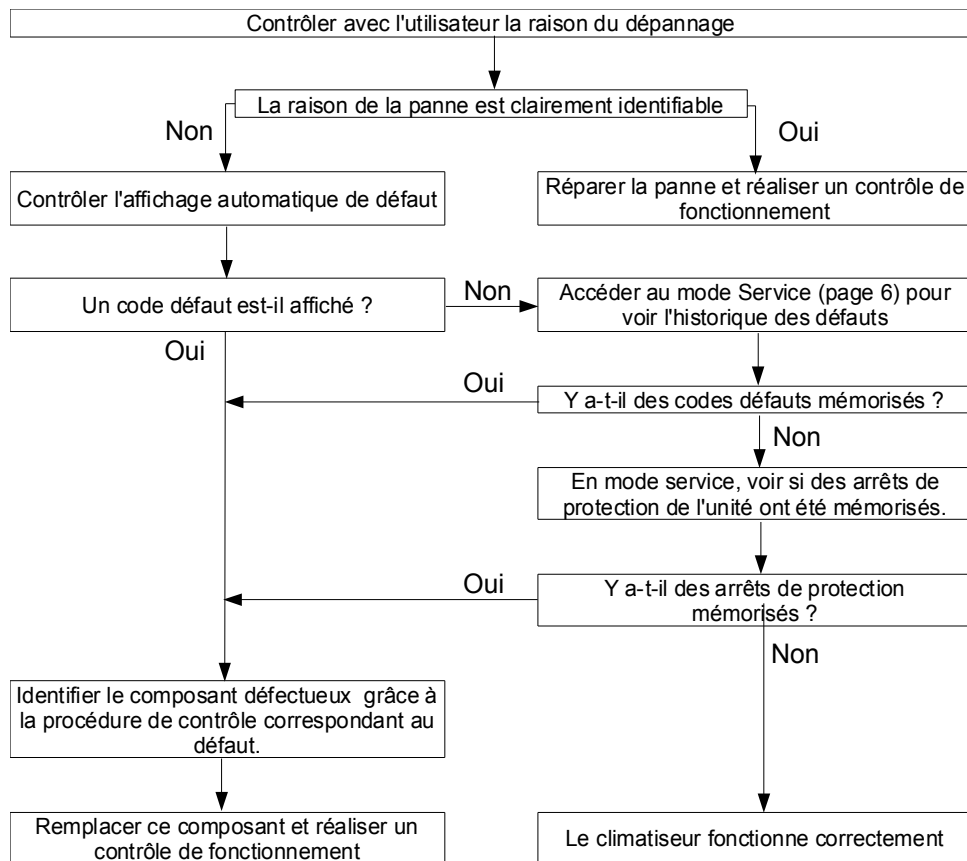 Contrôler avec l'utilisateur la raison du dépannage
La raison de la panne est clairement identifiable
Non
Oui
Contrôler l'affichage automatique de défaut
Réparer la panne et réaliser un contrôle de
fonctionnement
Un code défaut est-il affiché ?
Non
Accéder au mode Service (page 6) pour
voir l'historique des défauts
Oui
Oui
Y a-t-il des codes défauts mémorisés ?
Non
En mode service, voir si des arrêts de
protection de l'unité ont été mémorisés.
Oui
Y a-t-il des arrêts de protection
mémorisés ?
Non
Identifier le composant défectueux grâce à
la procédure de contrôle correspondant au
défaut.
Remplacer ce composant et réaliser un
contrôle de fonctionnement
Le climatiseur fonctionne correctement